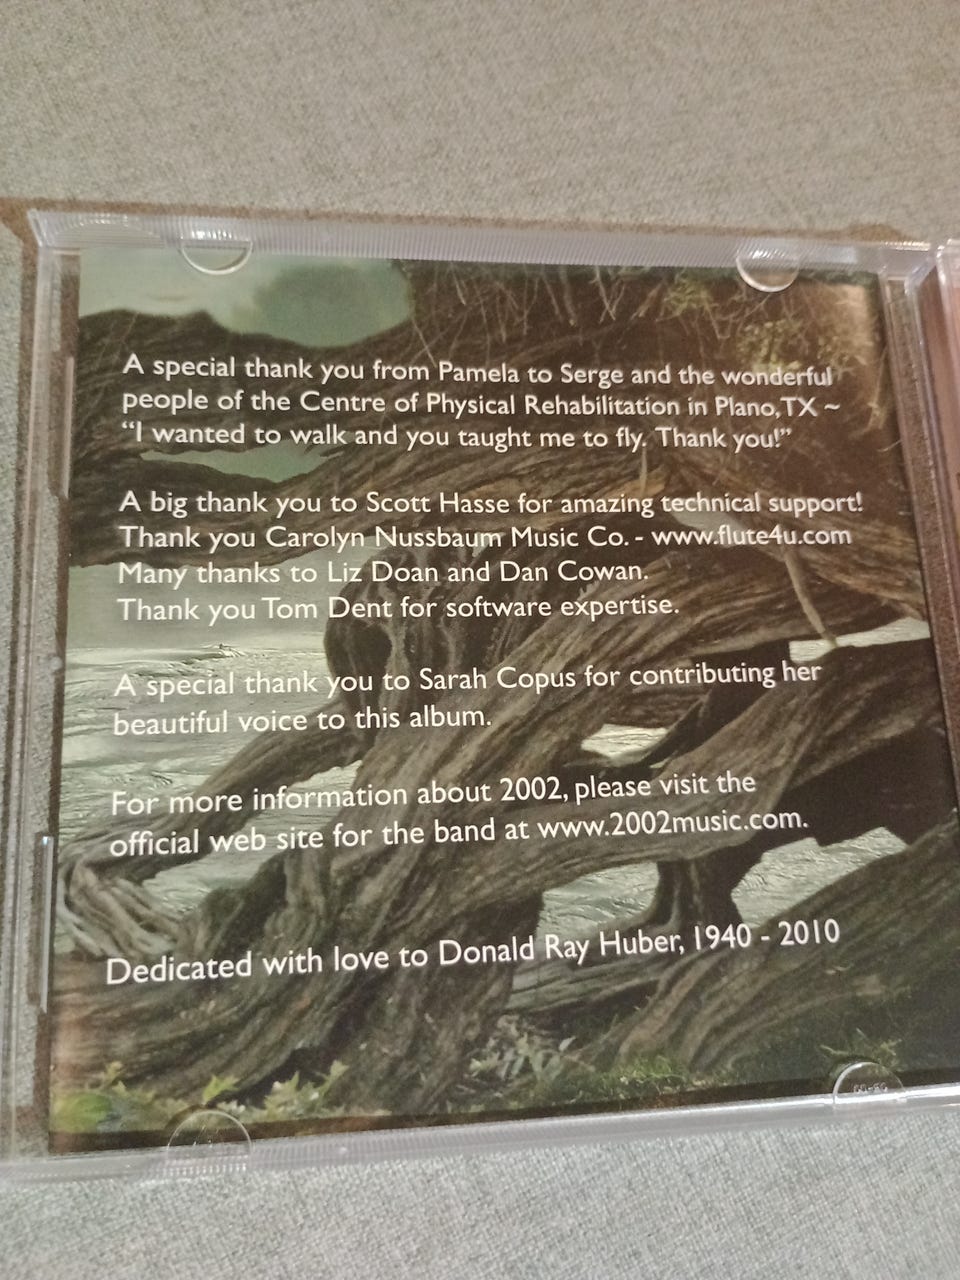 A special thank you from Pamela to Serge and the wonderful
people of the Centre of Physical Rehabilitation in Plano, TX ~
“I wanted to walk and you taught me to fly. Thank you!”
A big thank you to Scott Hasse for amazing technical support!
Thank you Carolyn Nussbaum Music Co. - www.flute4u.com
Many thanks to Liz Doan and Dan Cowan.
Thank you Tom Dent for software expertise.
A special thank you to Sarah Copus for contributing her
beautiful voice to this album.
For more information about 2002, please visit the
official web site for the band at www.2002music.com.
Dedicated with love to Donald Ray Huber, 1940 - 2010